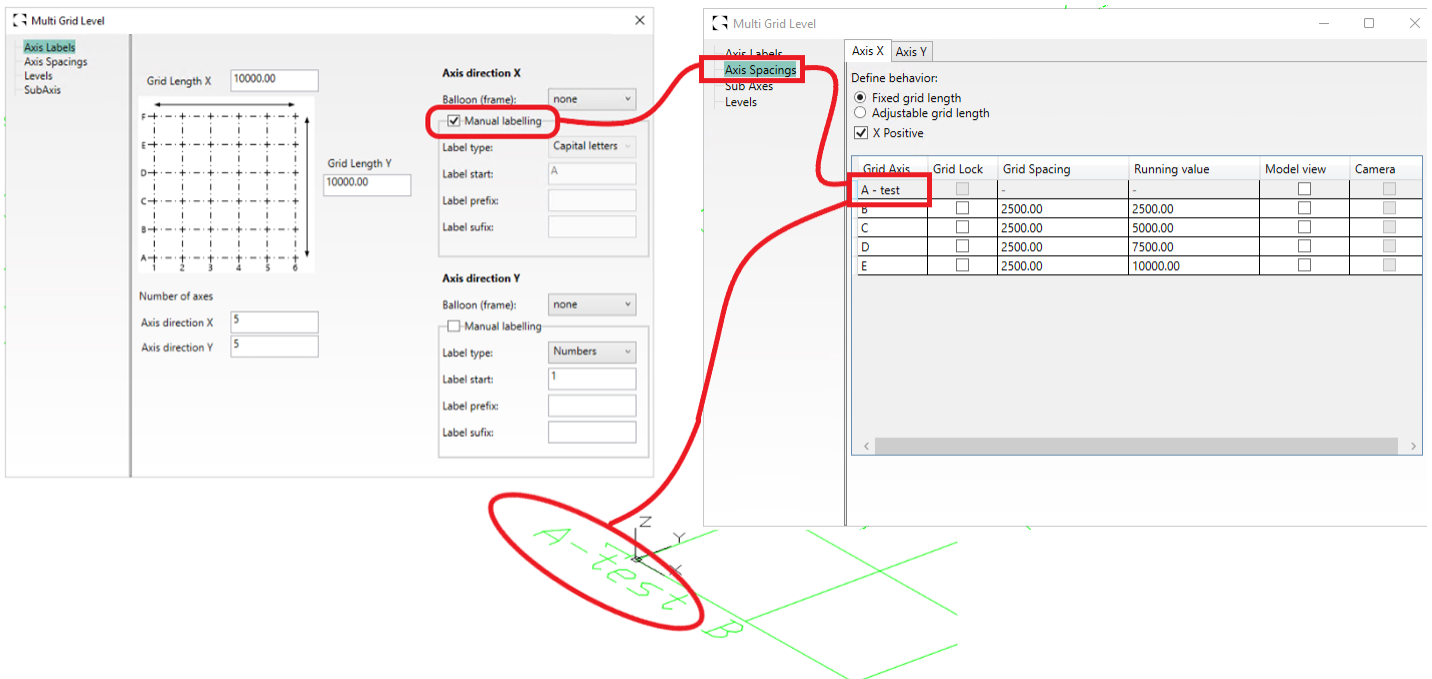 Multi Grid Level
Axis Labels
Axis Spacings
Levels
SubAxis
Grid Length X
10000.00
F
E
D
C
B
A
1 2 3 4 5 6
Grid Length Y
10000.00
Number of axes
Axis direction X
5
Axis direction Y
5
Axis direction X
Balloon (frame):
none
Manual labelling
Label type:
Capital letters
Label start:
A
Label prefix:
Label sufix:
Axis direction Y
Balloon (frame):
none
Manual labelling
Label type:
Numbers
Label start:
1
Label prefix:
Label sufix:
Multi Grid Level
Axis Labels
Axis Spacings
Sub Axes
Levels
Axis X Axis Y
Define behavior:
Fixed grid length
Adjustable grid length
X Positive
Grid Axis Grid Lock Grid Spacing Running value Model view Camera
A - test - -
B 2500.00 2500.00
C 2500.00 5000.00
D 2500.00 7500.00
E 2500.00 10000.00
Z
Y
X
A-test
B